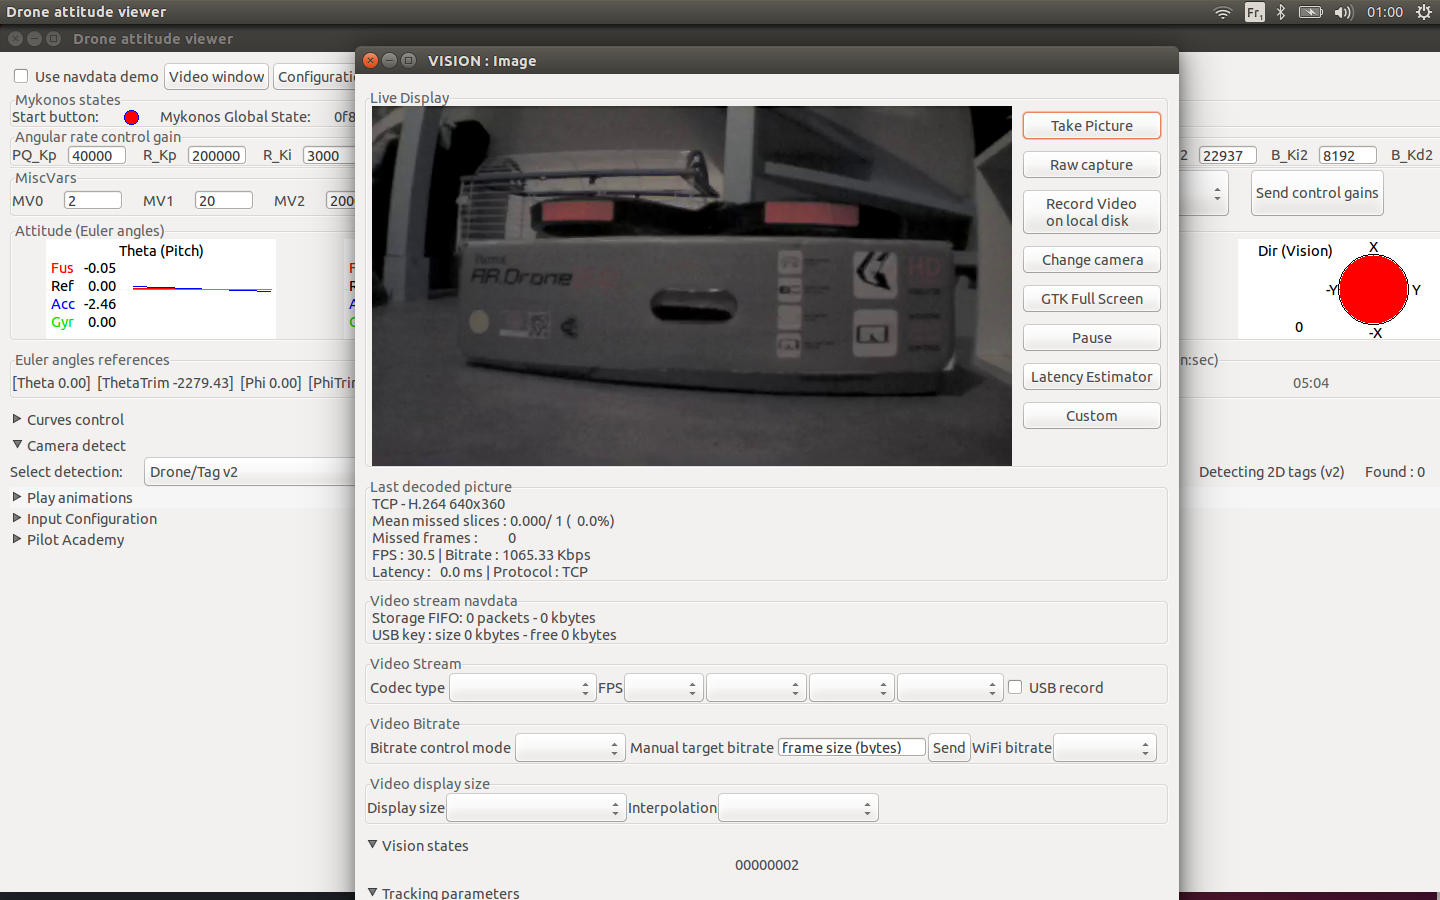 Drone attitude viewer
Fr1
01:00
Drone attitude viewer
Use navdata demo
Video window
Configurati
Mykonos states
Start button:
Mykonos Global State:
0f8
Angular rate control gain
PQ_Kp 40000 R_Kp 200000 R_Ki 3000
MiscVars
MV0 2 MV1 20 MV2 200
Attitude (Euler angles)
Theta (Pitch)
Fus -0.05
Ref 0.00
Acc -2.46
Gyr 0.00
Euler angles references
[Theta 0.00] [ThetaTrim -2279.43] [Phi 0.00] [PhiTrim
Curves control
Camera detect
Select detection: Drone/Tag v2
Play animations
Input Configuration
Pilot Academy
VISION : Image
Live Display
AR.Drone
HD
Take Picture
Raw capture
Record Video
on local disk
Change camera
GTK Full Screen
Pause
Latency Estimator
Custom
Last decoded picture
TCP - H.264 640x360
Mean missed slices : 0.000/ 1 ( 0.0%)
Missed frames : 0
FPS : 30.5 | Bitrate : 1065.33 Kbps
Latency : 0.0 ms | Protocol : TCP
Video stream navdata
Storage FIFO: 0 packets - 0 kbytes
USB key : size 0 kbytes - free 0 kbytes
Video Stream
Codec type FPS USB record
Video Bitrate
Bitrate control mode Manual target bitrate frame size (bytes) Send WiFi bitrate
Video display size
Display size Interpolation
Vision states
00000002
Tracking parameters
2 22937 B_Ki2 8192 B_Kd2
Send control gains
Dir (Vision)
X
-Y Y
0
-X
n:sec)
05:04
Detecting 2D tags (v2) Found : 0